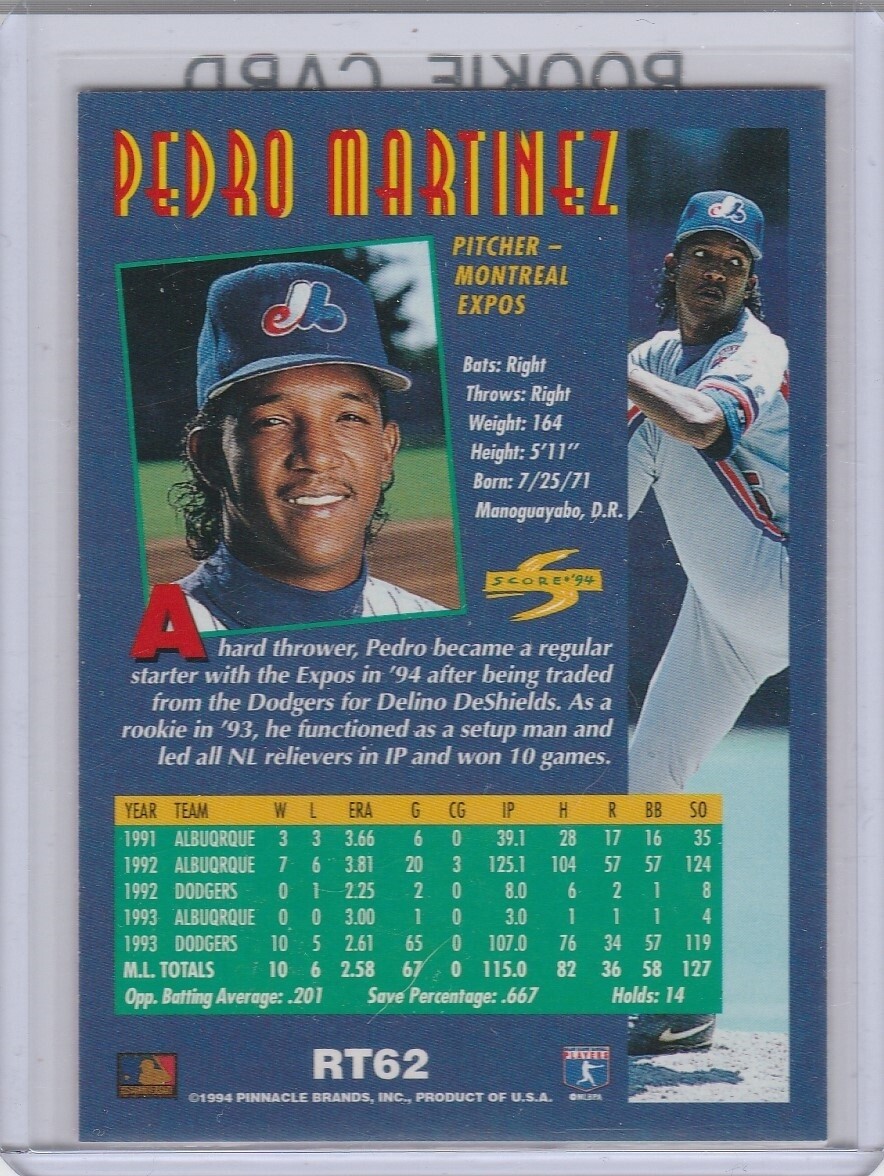 ROOKIE CARD
PEDRO MARTINEZ
PITCHER –
MONTREAL
EXPOS
Bats: Right
Throws: Right
Weight: 164
Height: 5'11"
Born: 7/25/71
Manoguayabo, D.R.
SCORE '94
A hard thrower, Pedro became a regular
starter with the Expos in '94 after being traded
from the Dodgers for Delino DeShields. As a
rookie in '93, he functioned as a setup man and
led all NL relievers in IP and won 10 games.
YEAR TEAM W L ERA G CG IP H R BB SO
1991 ALBUQRQUE 3 3 3.66 6 0 39.1 28 17 16 35
1992 ALBUQRQUE 7 6 3.81 20 3 125.1 104 57 57 124
1992 DODGERS 0 1 2.25 2 0 8.0 6 2 1 8
1993 ALBUQRQUE 0 0 3.00 1 0 3.0 1 1 1 4
1993 DODGERS 10 5 2.61 65 0 107.0 76 34 57 119
M.L. TOTALS 10 6 2.58 67 0 115.0 82 36 58 127
Opp. Batting Average: .201 Save Percentage: .667 Holds: 14
RT62
©1994 PINNACLE BRANDS, INC., PRODUCT OF U.S.A.
PLAYERS
©MLBPA